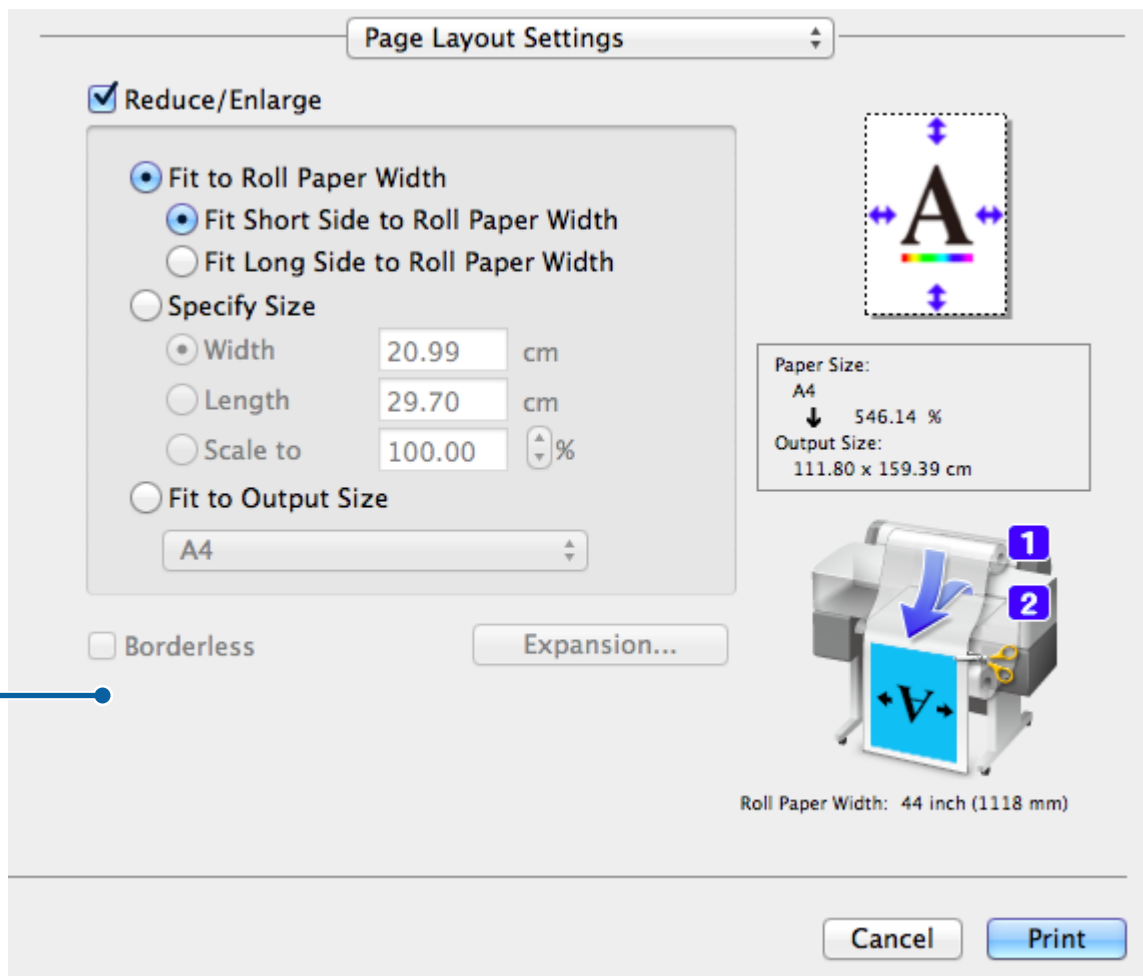 Page Layout Settings
Reduce/Enlarge
Fit to Roll Paper Width
Fit Short Side to Roll Paper Width
Fit Long Side to Roll Paper Width
Specify Size
Width 20.99 cm
Length 29.70 cm
Scale to 100.00 %
Fit to Output Size
A4
Borderless Expansion...
A
Paper Size:
A4
546.14 %
Output Size:
111.80 x 159.39 cm
1
2
A
Roll Paper Width: 44 inch (1118 mm)
Cancel Print